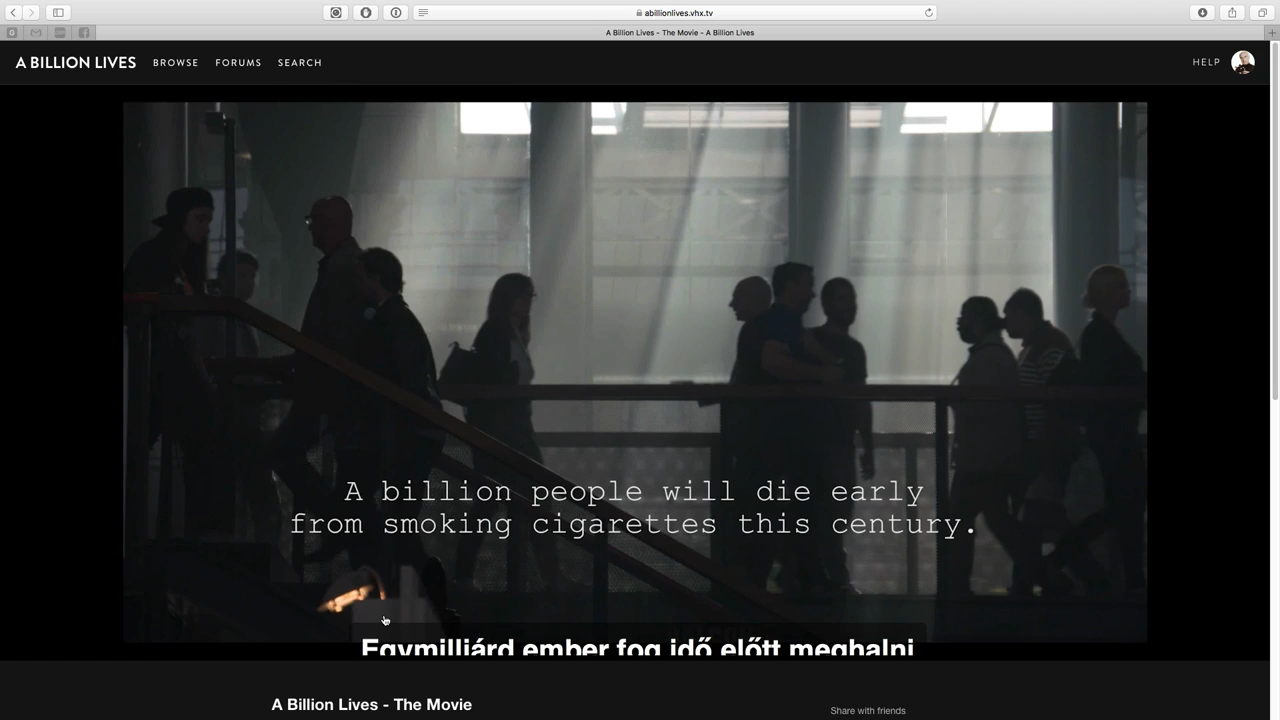 abillionlives.vhx.tv
A Billion Lives - The Movie - A Billion Lives
A BILLION LIVES BROWSE FORUMS SEARCH HELP
A billion people will die early
from smoking cigarettes this century.
Egymilliárd ember fog idő előtt meghalni
A Billion Lives - The Movie
Share with friends